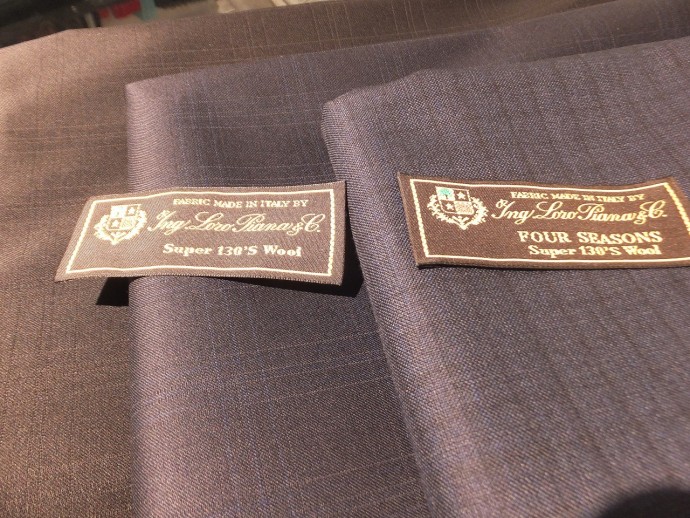 FABRIC MADE IN ITALY BY
Ing. Loro Piana & C.
Super 130'S Wool
FABRIC MADE IN ITALY BY
Ing. Loro Piana & C.
FOUR SEASONS
Super 130'S Wool